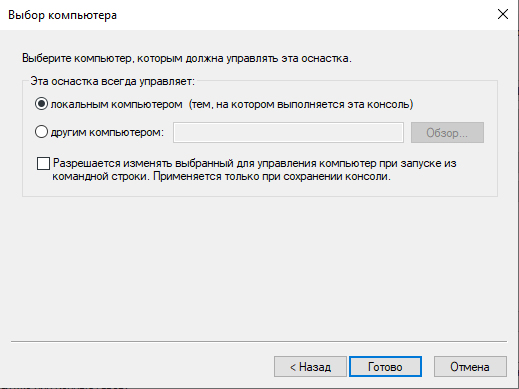 Выбор компьютера
Выберите компьютер, которым должна управлять эта оснастка.
Эта оснастка всегда управляет:
локальным компьютером (тем, на котором выполняется эта консоль)
другим компьютером:
Обзор...
Разрешается изменять выбранный для управления компьютер при запуске из
командной строки. Применяется только при сохранении консоли.
< Назад
Готово
Отмена